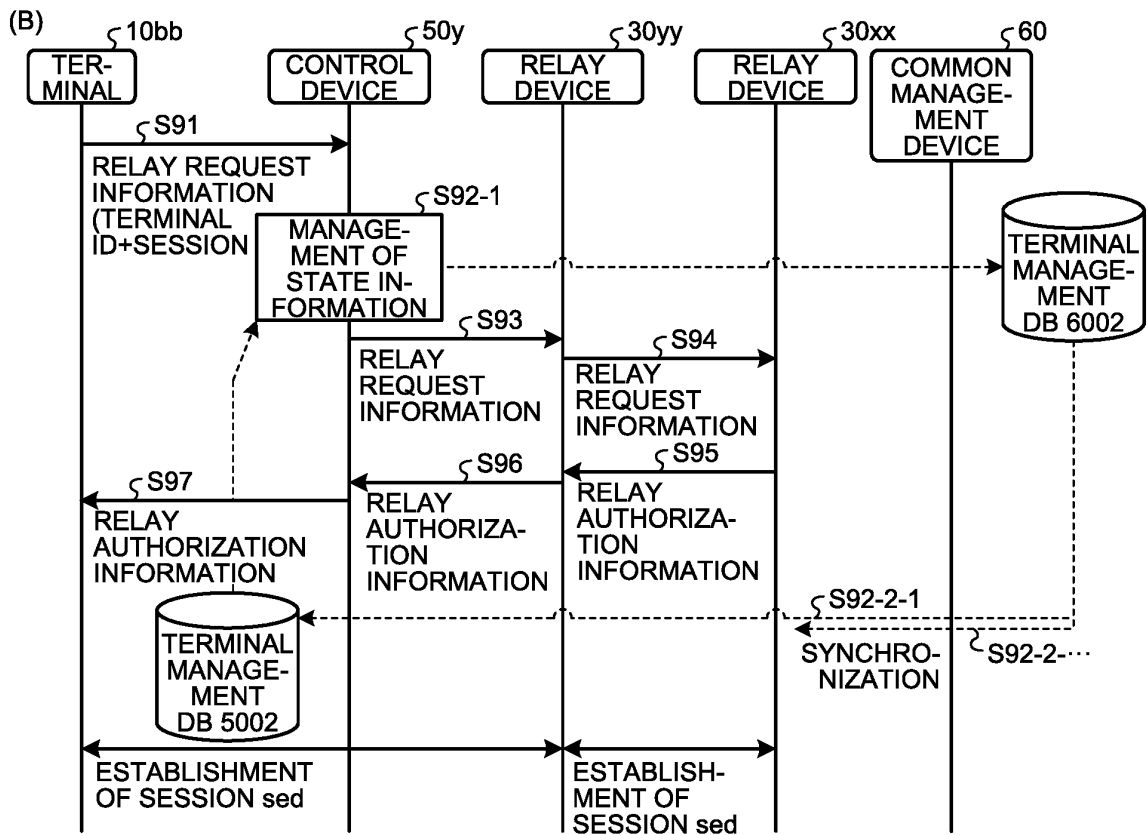 (B)
10bb
50y
30yy
30xx
60
TER-
MINAL
CONTROL
DEVICE
RELAY
DEVICE
RELAY
DEVICE
COMMON
MANAGE-
MENT
DEVICE
S91
RELAY REQUEST
INFORMATION
(TERMINAL
ID+SESSION
S92-1
MANAGE-
MENT OF
STATE IN-
FORMATION
TERMINAL
MANAGE-
MENT
DB 6002
S93
RELAY
REQUEST
INFORMATION
S94
RELAY
REQUEST
INFORMATION
S95
RELAY
AUTHORIZA-
TION
INFORMATION
S96
RELAY
AUTHORIZA-
TION
INFORMATION
S97
RELAY
AUTHORIZATION
INFORMATION
TERMINAL
MANAGE-
MENT
DB 5002
S92-2-1
S92-2-…
SYNCHRO-
NIZATION
ESTABLISHMENT
OF SESSION sed
ESTABLISH-
MENT OF
SESSION sed